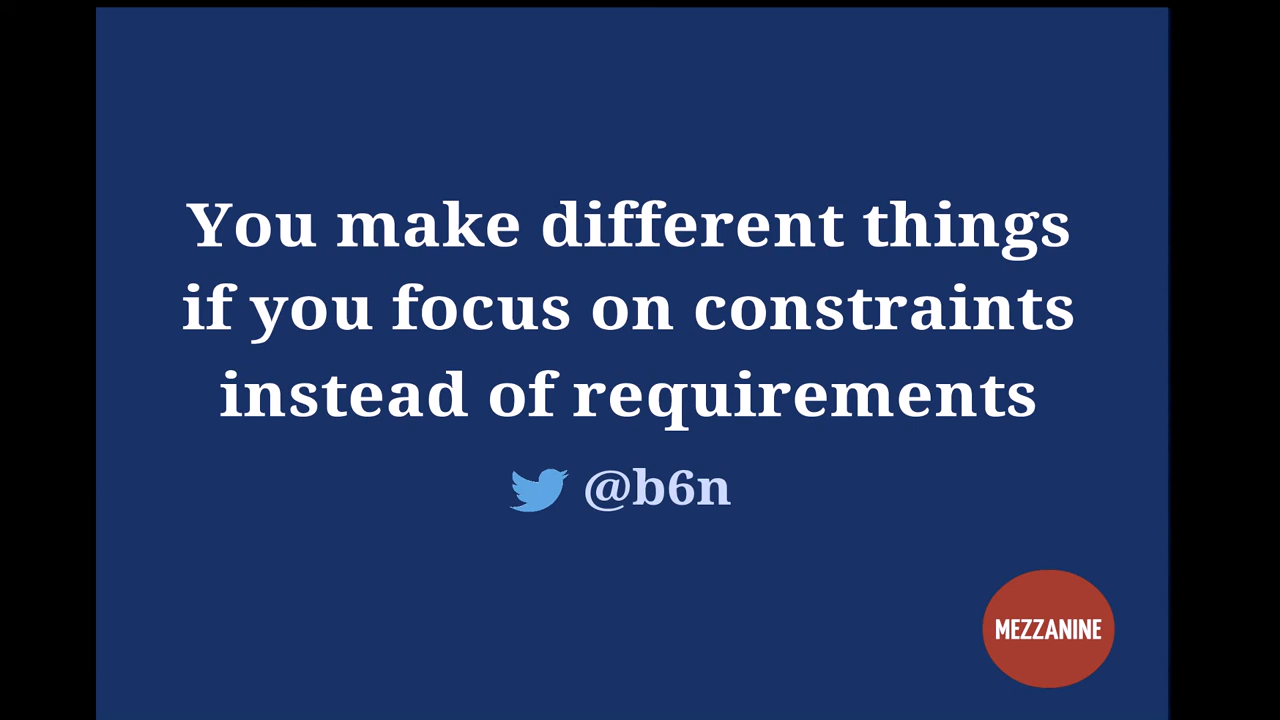 You make different things
if you focus on constraints
instead of requirements
@b6n
MEZZANINE